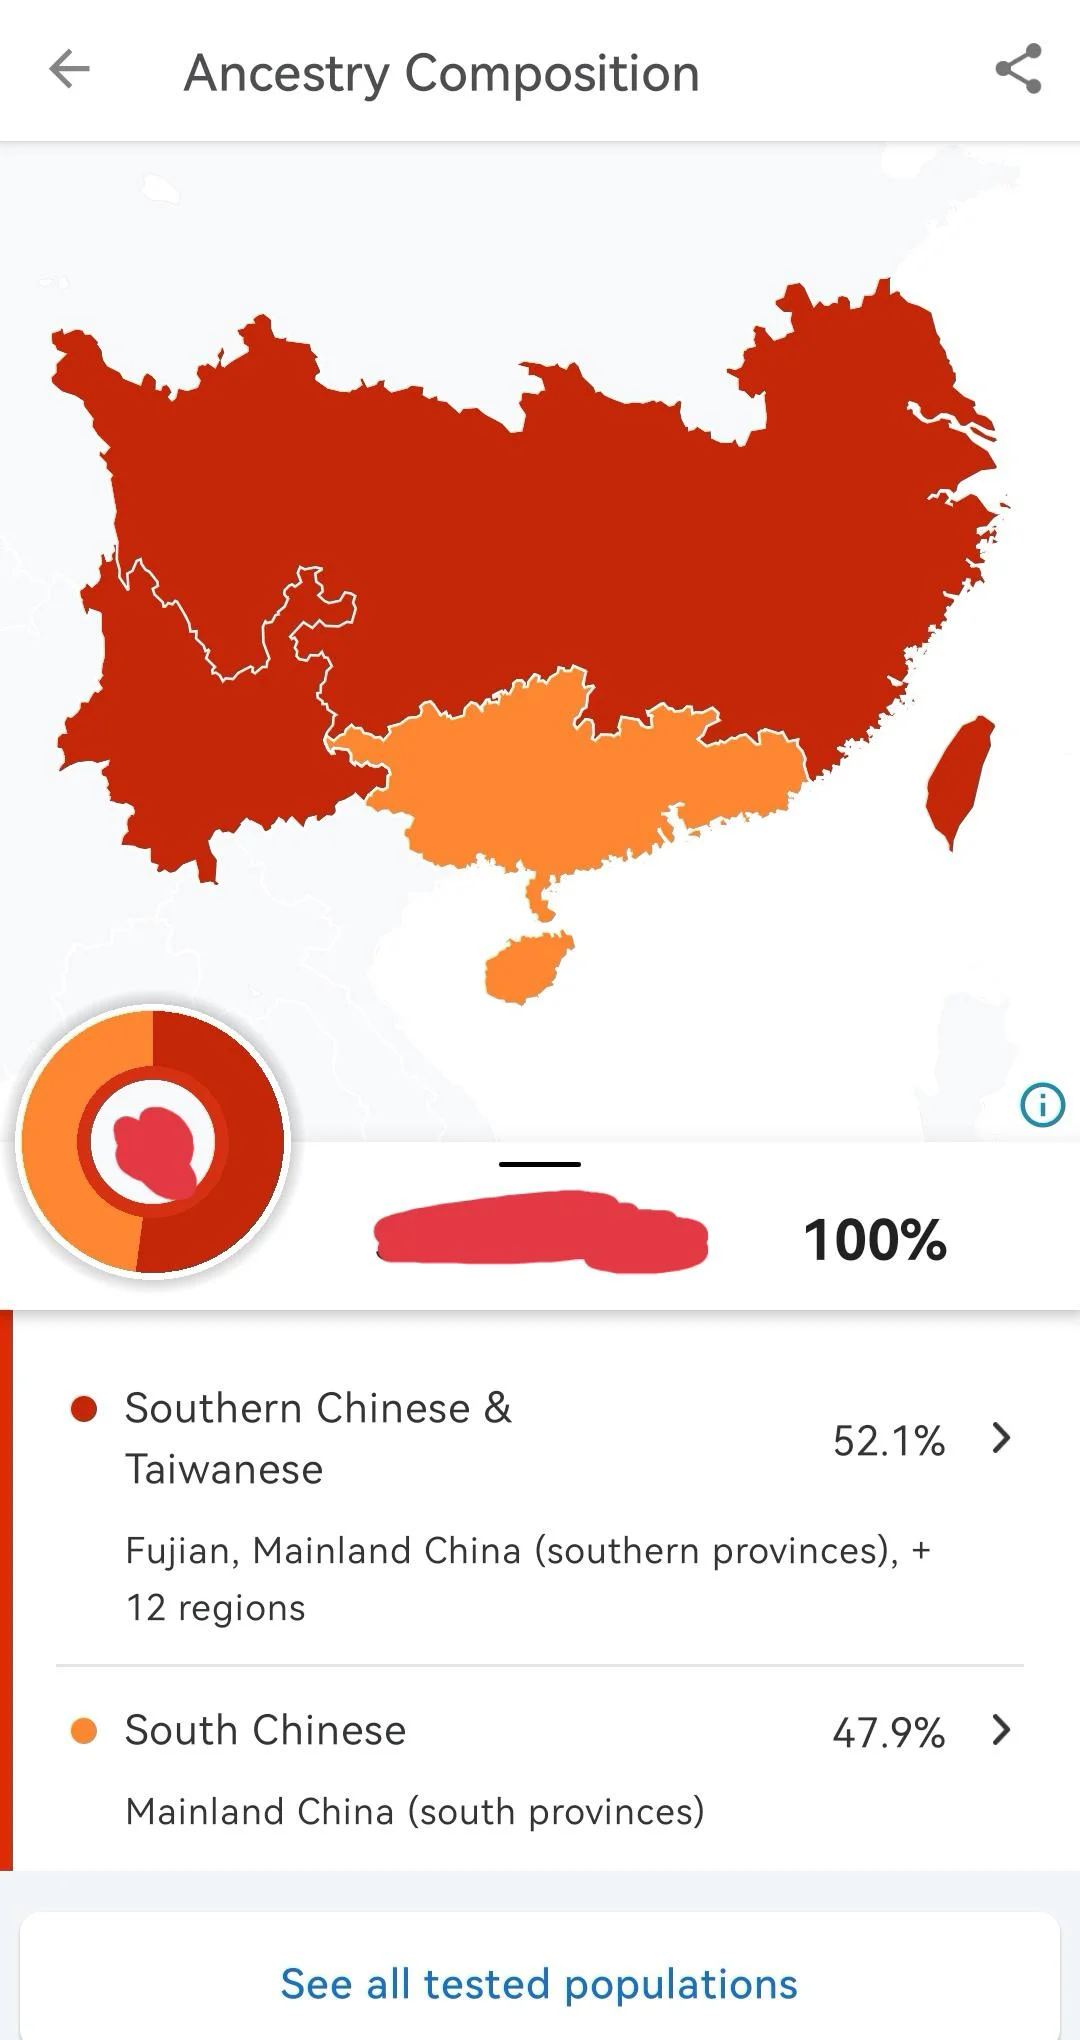 Ancestry Composition
100%
Southern Chinese &
Taiwanese
52.1%
Fujian, Mainland China (southern provinces), +
12 regions
South Chinese
47.9%
Mainland China (south provinces)
See all tested populations